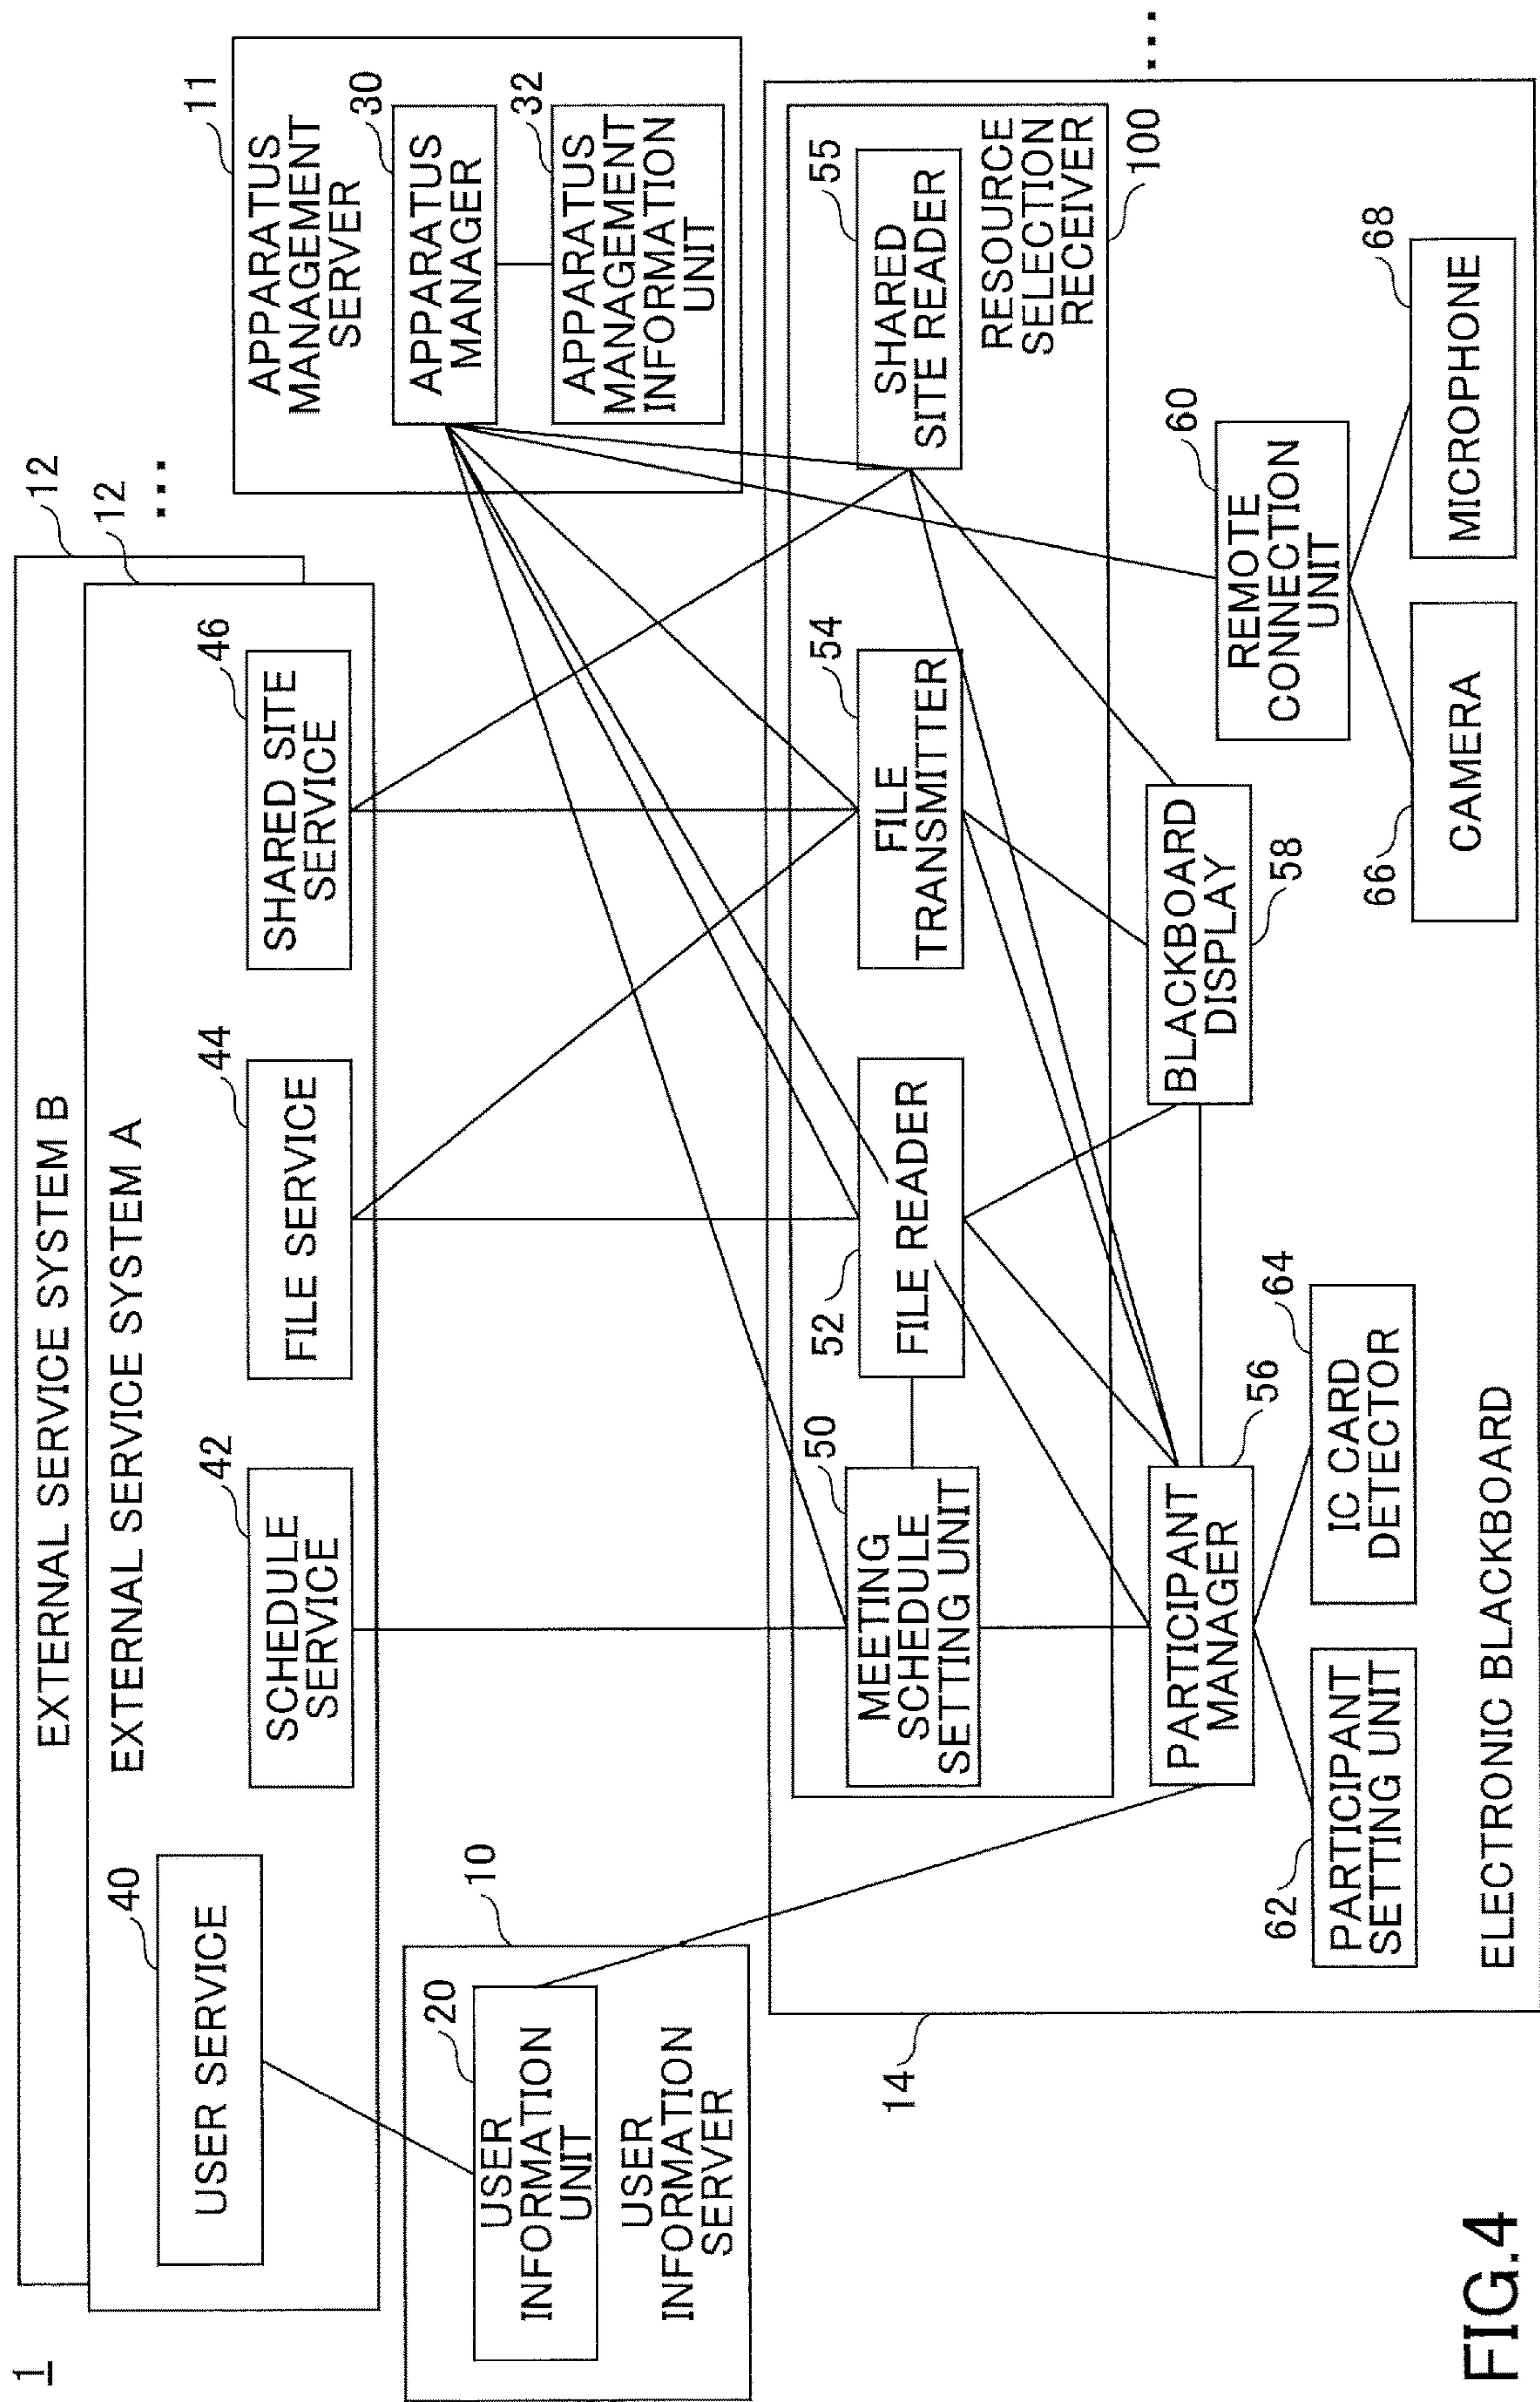 1
EXTERNAL SERVICE SYSTEM B
12
EXTERNAL SERVICE SYSTEM A
12
...
40
USER SERVICE
42
SCHEDULE
SERVICE
44
FILE SERVICE
46
SHARED SITE
SERVICE
11
APPARATUS
MANAGEMENT
SERVER
30
APPARATUS
MANAGER
32
APPARATUS
MANAGEMENT
INFORMATION
UNIT
10
20
USER
INFORMATION
UNIT
USER
INFORMATION
SERVER
14
50
MEETING
SCHEDULE
SETTING UNIT
52
FILE READER
54
FILE
TRANSMITTER
55
SHARED
SITE READER
RESOURCE
SELECTION
RECEIVER
100
...
56
PARTICIPANT
MANAGER
BLACKBOARD
DISPLAY
58
60
REMOTE
CONNECTION
UNIT
62
PARTICIPANT
SETTING UNIT
64
IC CARD
DETECTOR
66
CAMERA
68
MICROPHONE
ELECTRONIC BLACKBOARD
FIG.4